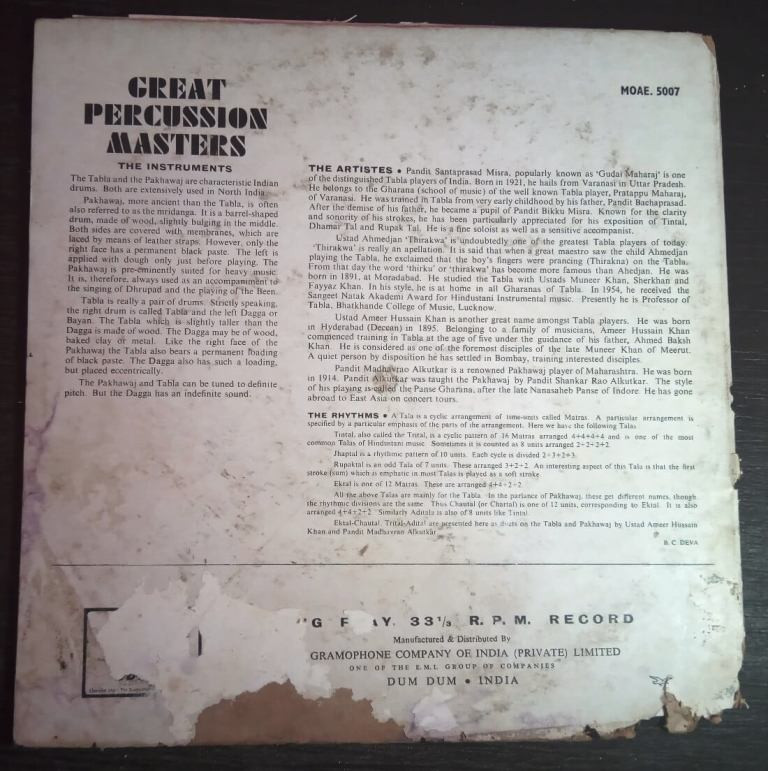 GREAT
PERCUSSION
MASTERS
MOAE. 5007
THE INSTRUMENTS
The Tabla and the Pakhawaj are characteristic Indian
drums. Both are extensively used in North India.
Pakhawaj, more ancient than the Tabla, is often
also referred to as the mridanga. It is a barrel-shaped
drum, made of wood, slightly bulging in the middle.
Both sides are covered with membranes, which are
laced by means of leather straps. However, only the
right face has a permanent black paste. The left is
applied with dough only just before playing. The
Pakhawaj is pre-eminently suited for heavy music.
It is, therefore, always used as an accompaniment to
the singing of Dhrupad and the playing of the Been.
Tabla is really a pair of drums. Strictly speaking,
the right drum is called Tabla and the left Dagga or
Bayan. The Tabla which is slightly taller than the
Dagga is made of wood. The Dagga may be of wood,
baked clay or metal. Like the right face of the
Pakhawaj the Tabla also bears a permanent loading
of black paste. The Dagga also has such a loading,
but placed eccentrically.
The Pakhawaj and Tabla can be tuned to definite
pitch. But the Dagga has an indefinite sound.
THE ARTISTES • Pandit Santaprasad Misra, popularly known as 'Gudai Maharaj' is one
of the distinguished Tabla players of India. Born in 1921, he hails from Varanasi in Uttar Pradesh.
He belongs to the Gharana (school of music) of the well known Tabla player, Pratappu Maharaj,
of Varanasi. He was trained in Tabla from very early childhood by his father, Pandit Bachaprasad.
After the demise of his father, he became a pupil of Pandit Bikku Misra. Known for the clarity
and sonority of his strokes, he has been particularly appreciated for his exposition of Tintal,
Dhamar Tal and Rupak Tal. He is a fine soloist as well as a sensitive accompanist.
Ustad Ahmedjan 'Thirakwa' is undoubtedly one of the greatest Tabla players of today.
'Thirakwa' is really an apellation. It is said that when a great maestro saw the child Ahmedjan
playing the Tabla, he exclaimed that the boy's fingers were prancing (Thirakna) on the Tabla.
From that day the word 'thirku' or 'thirakwa' has become more famous than Ahedjan. He was
born in 1891, at Moradabad. He studied the Tabla with Ustads Muneer Khan, Sherkhan and
Fayyaz Khan. In his style, he is at home in all Gharanas of Tabla. In 1954, he received the
Sangeet Natak Akademi Award for Hindustani Instrumental music. Presently he is Professor of
Tabla, Bhatkhande College of Music, Lucknow.
Ustad Ameer Hussain Khan is another great name amongst Tabla players. He was born
in Hyderabad (Deccan) in 1895. Belonging to a family of musicians, Ameer Hussain Khan
commenced training in Tabla at the age of five under the guidance of his father, Ahmed Baksh
Khan. He is considered as one of the foremost disciples of the late Muneer Khan of Meerut.
A quiet person by disposition he has settled in Bombay, training interested disciples.
Pandit Madhavrao Alkutkar is a renowned Pakhawaj player of Maharashtra. He was born
in 1914. Pandit Alkutkar was taught the Pakhawaj by Pandit Shankar Rao Alkutkar. The style
of his playing is called the Panse Gharana, after the late Nanasaheb Panse of Indore. He has gone
abroad to East Asia on concert tours.
THE RHYTHMS • A Tala is a cyclic arrangement of time-units called Matras. A particular arrangement is
specified by a particular emphasis of the parts of the arrangement. Here we have the following Talas
Tintal, also called the Trital, is a cyclic pattern of 16 Matras arranged 4+4+4+4 and is one of the most
common Talas of Hindustani music. Sometimes it is counted as 8 units arranged 2+2+2+2.
Jhaptal is a rhythmic pattern of 10 units. Each cycle is divided 2+3+2+3.
Rupaktal is an odd Tala of 7 units. These arranged 3+2+2. An interesting aspect of this Tala is that the first
stroke (sum) which is emphatic in most Talas is played as a soft stroke.
Ektal is one of 12 Matras. These are arranged 4+4+2+2.
All the above Talas are mainly for the Tabla. In the parlance of Pakhawaj, these get different names, though
the rhythmic divisions are the same. Thus Chautal (or Chartal) is one of 12 units, corresponding to Ektal. It is also
arranged 4+4+2+2. Similarly Aditala is also of 8 units like Tintal.
Ektal-Chautal, Trital-Adital are presented here as duets on the Tabla and Pakhawaj by Ustad Ameer Hussain
Khan and Pandit Madhavrao Alkutkar.
B. C. DEVA
G F AY. 33⅓ R.P.M. RECORD
Manufactured & Distributed By
GRAMOPHONE COMPANY OF INDIA (PRIVATE) LIMITED
ONE OF THE E.M.I. GROUP OF COMPANIES
DUM DUM • INDIA